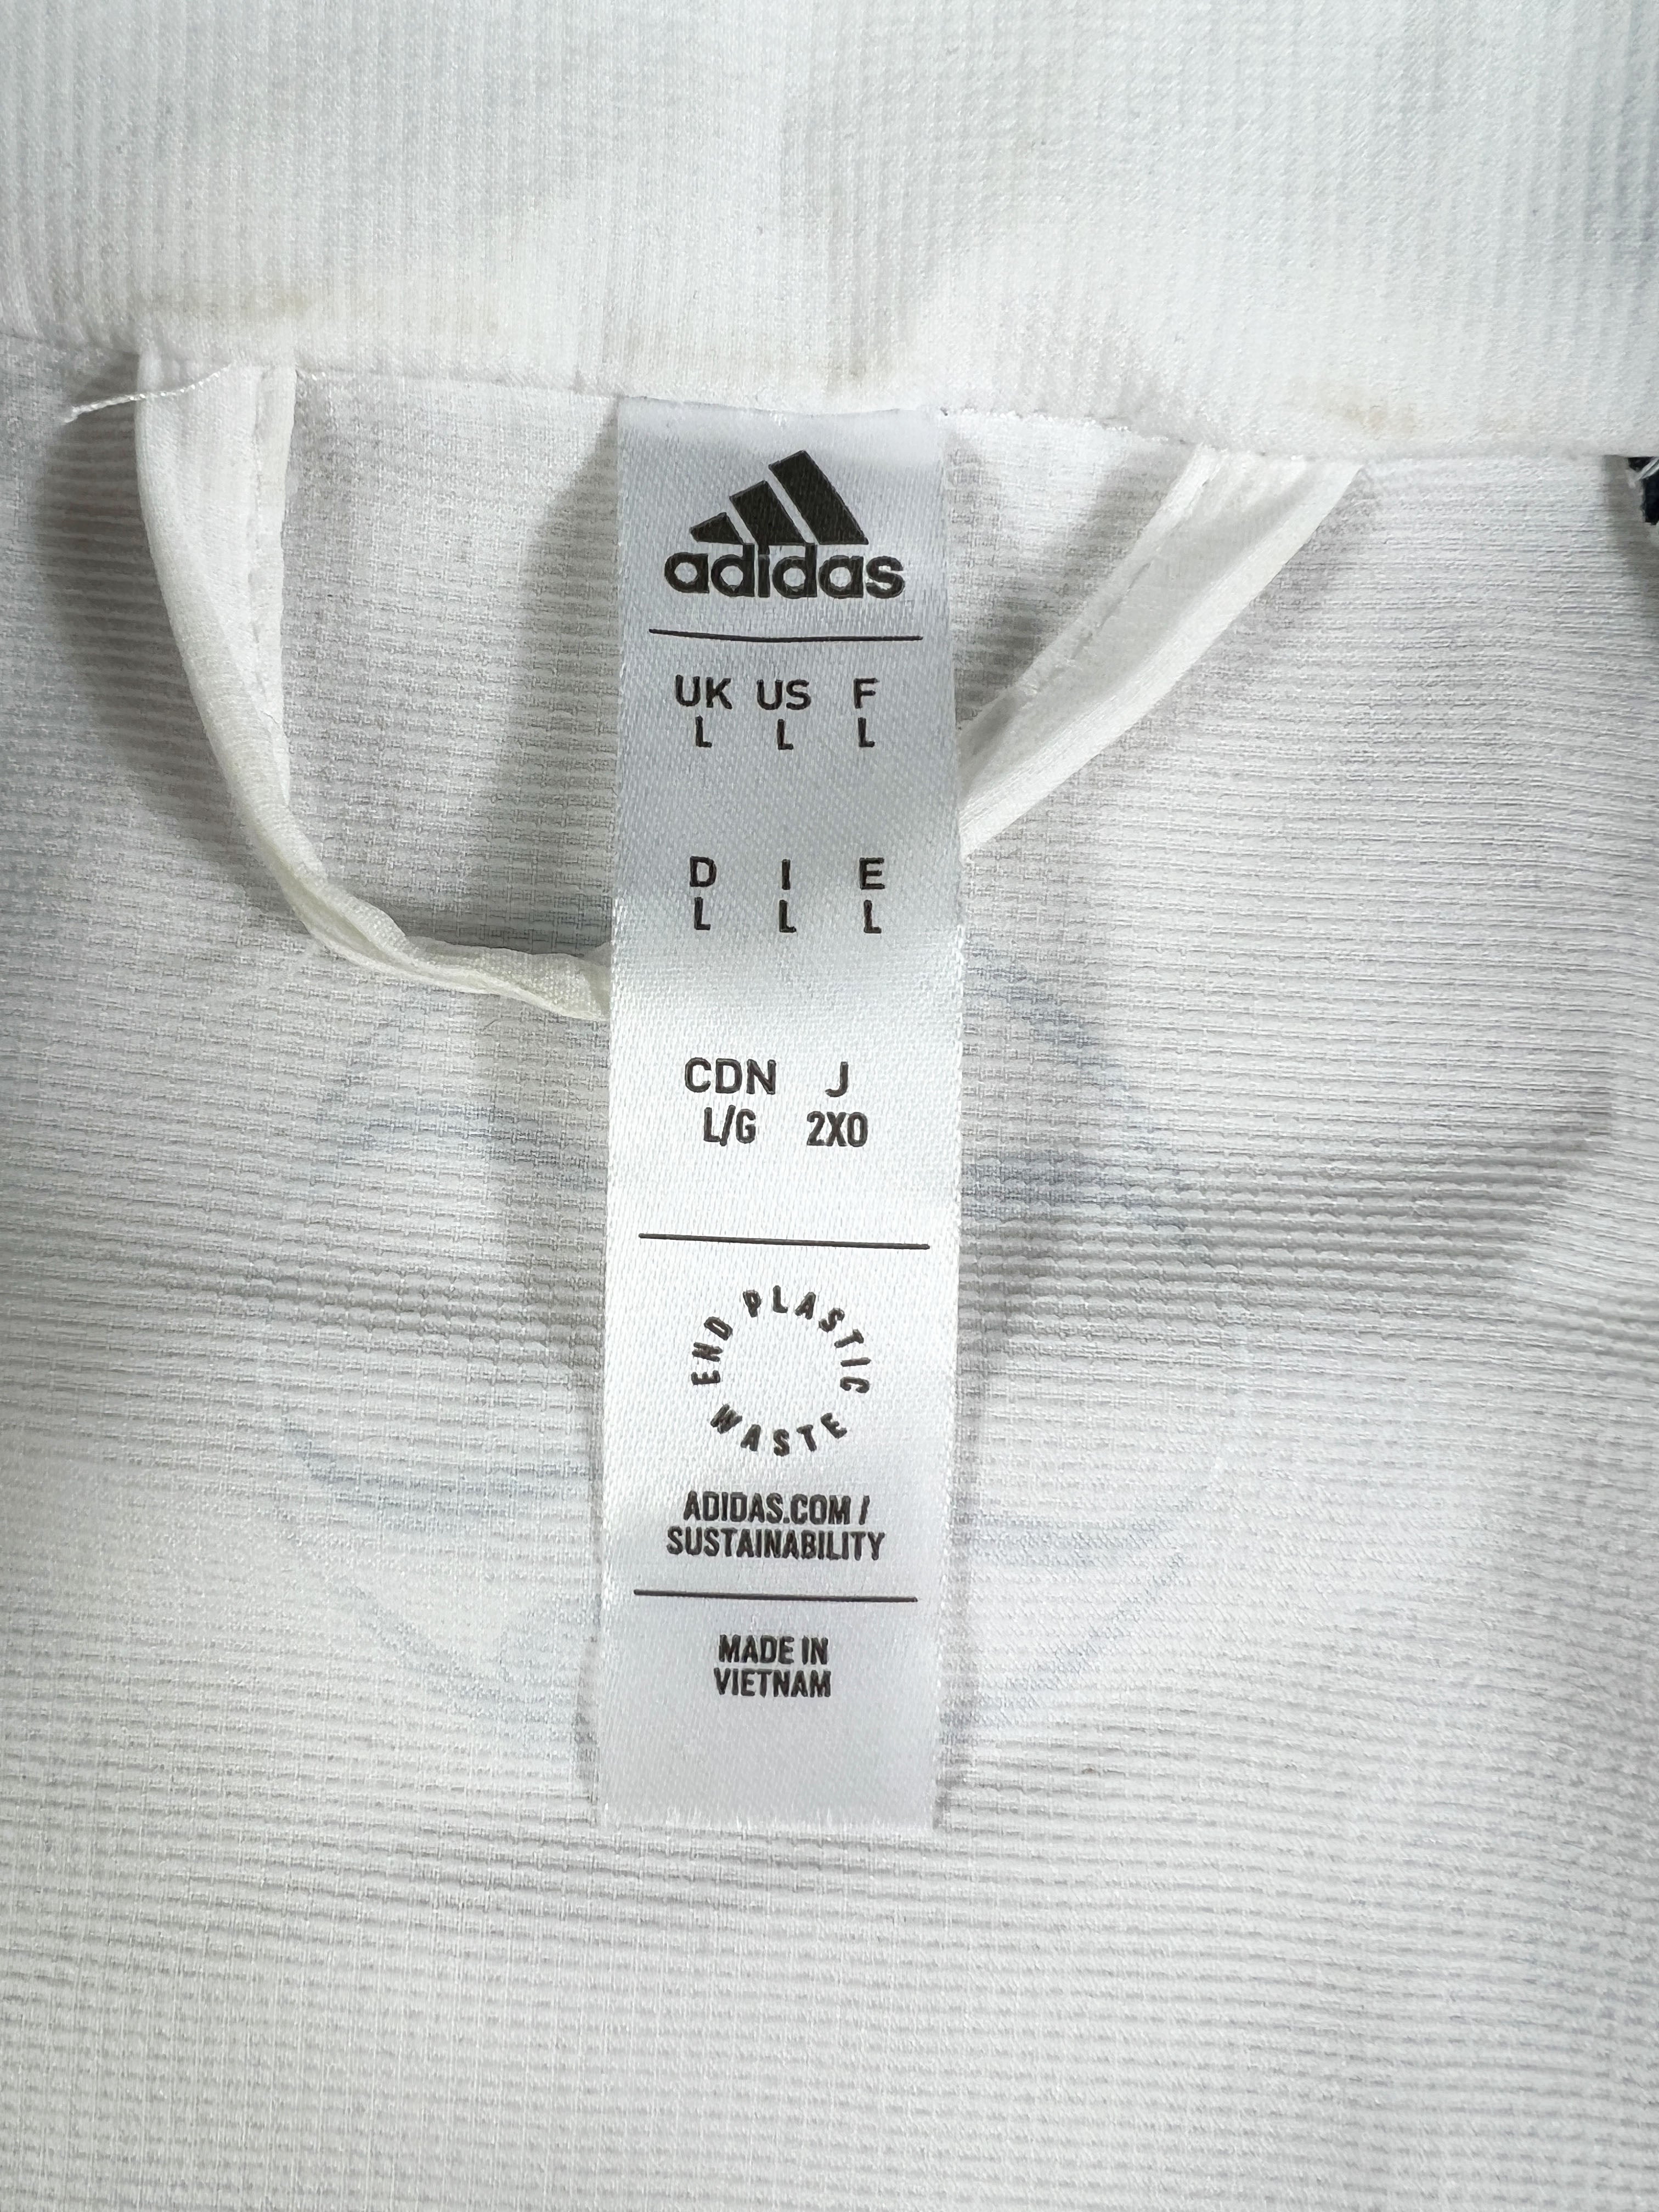 adidas
UK US F
L L L
D I E
L L L
CDN J
L/G 2XO
END PLASTIC WASTE
ADIDAS.COM /
SUSTAINABILITY
MADE IN
VIETNAM